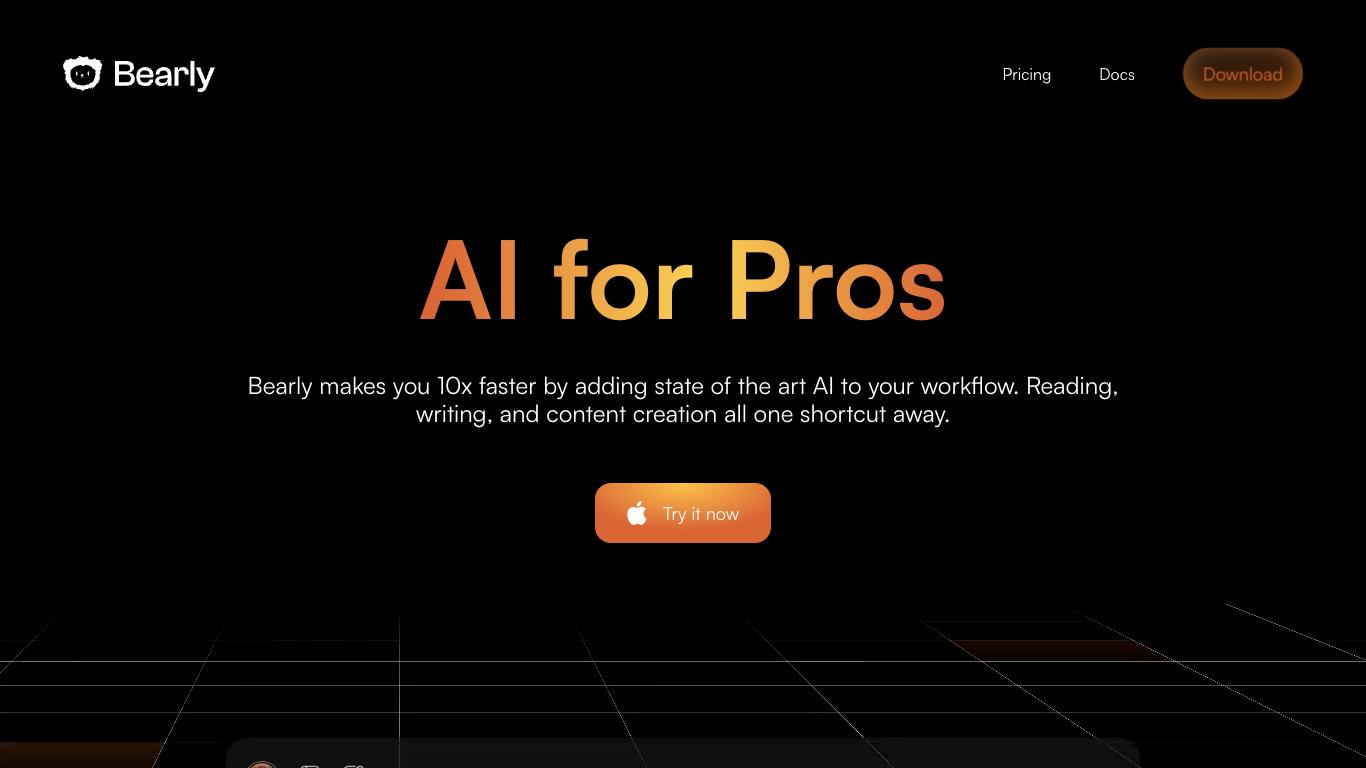 Bearly
Pricing
Docs
Download
AI for Pros
Bearly makes you 10x faster by adding state of the art AI to your workflow. Reading,
writing, and content creation all one shortcut away.
Try it now